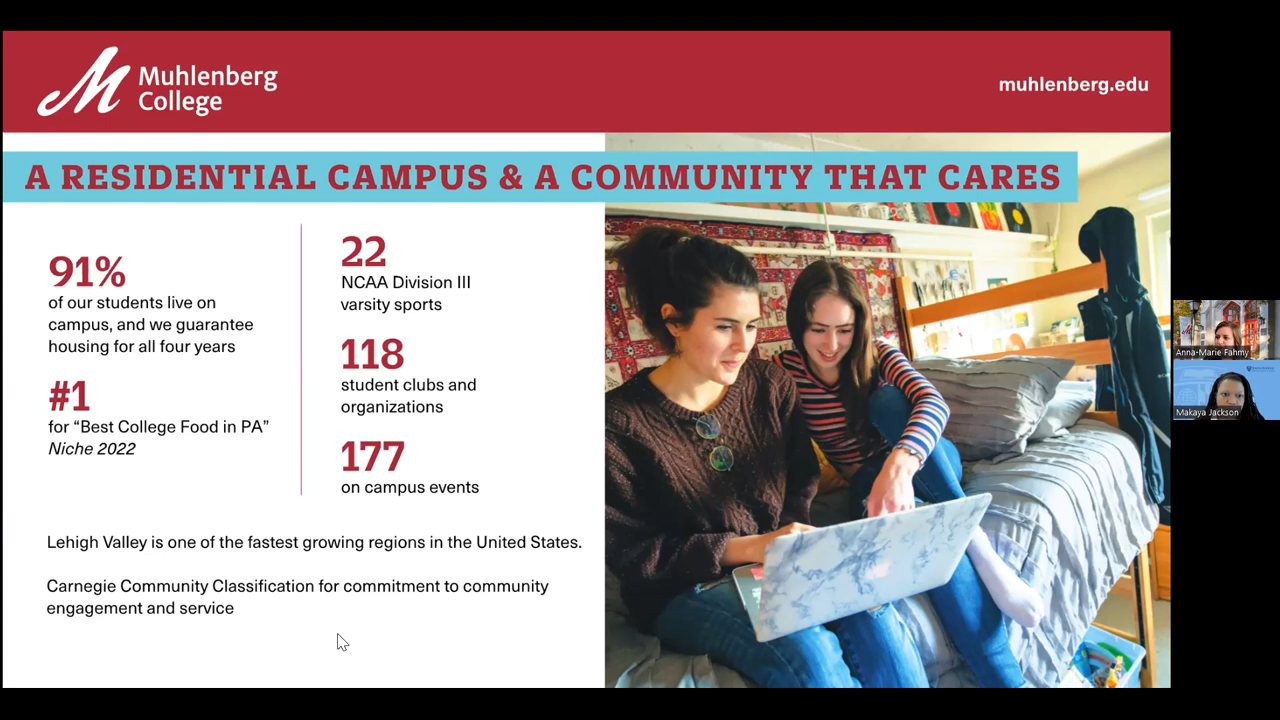 Muhlenberg
College
muhlenberg.edu
A RESIDENTIAL CAMPUS & A COMMUNITY THAT CARES
91%
of our students live on
campus, and we guarantee
housing for all four years
#1
for “Best College Food in PA”
Niche 2022
22
NCAA Division III
varsity sports
118
student clubs and
organizations
177
on campus events
Lehigh Valley is one of the fastest growing regions in the United States.
Carnegie Community Classification for commitment to community
engagement and service
Anna-Marie Fahmy
Makaya Jackson